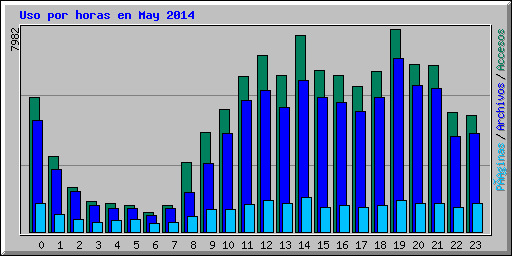 Uso por horas en May 2014
7982
Páginas / Archivos / Accesos
0 1 2 3 4 5 6 7 8 9 10 11 12 13 14 15 16 17 18 19 20 21 22 23